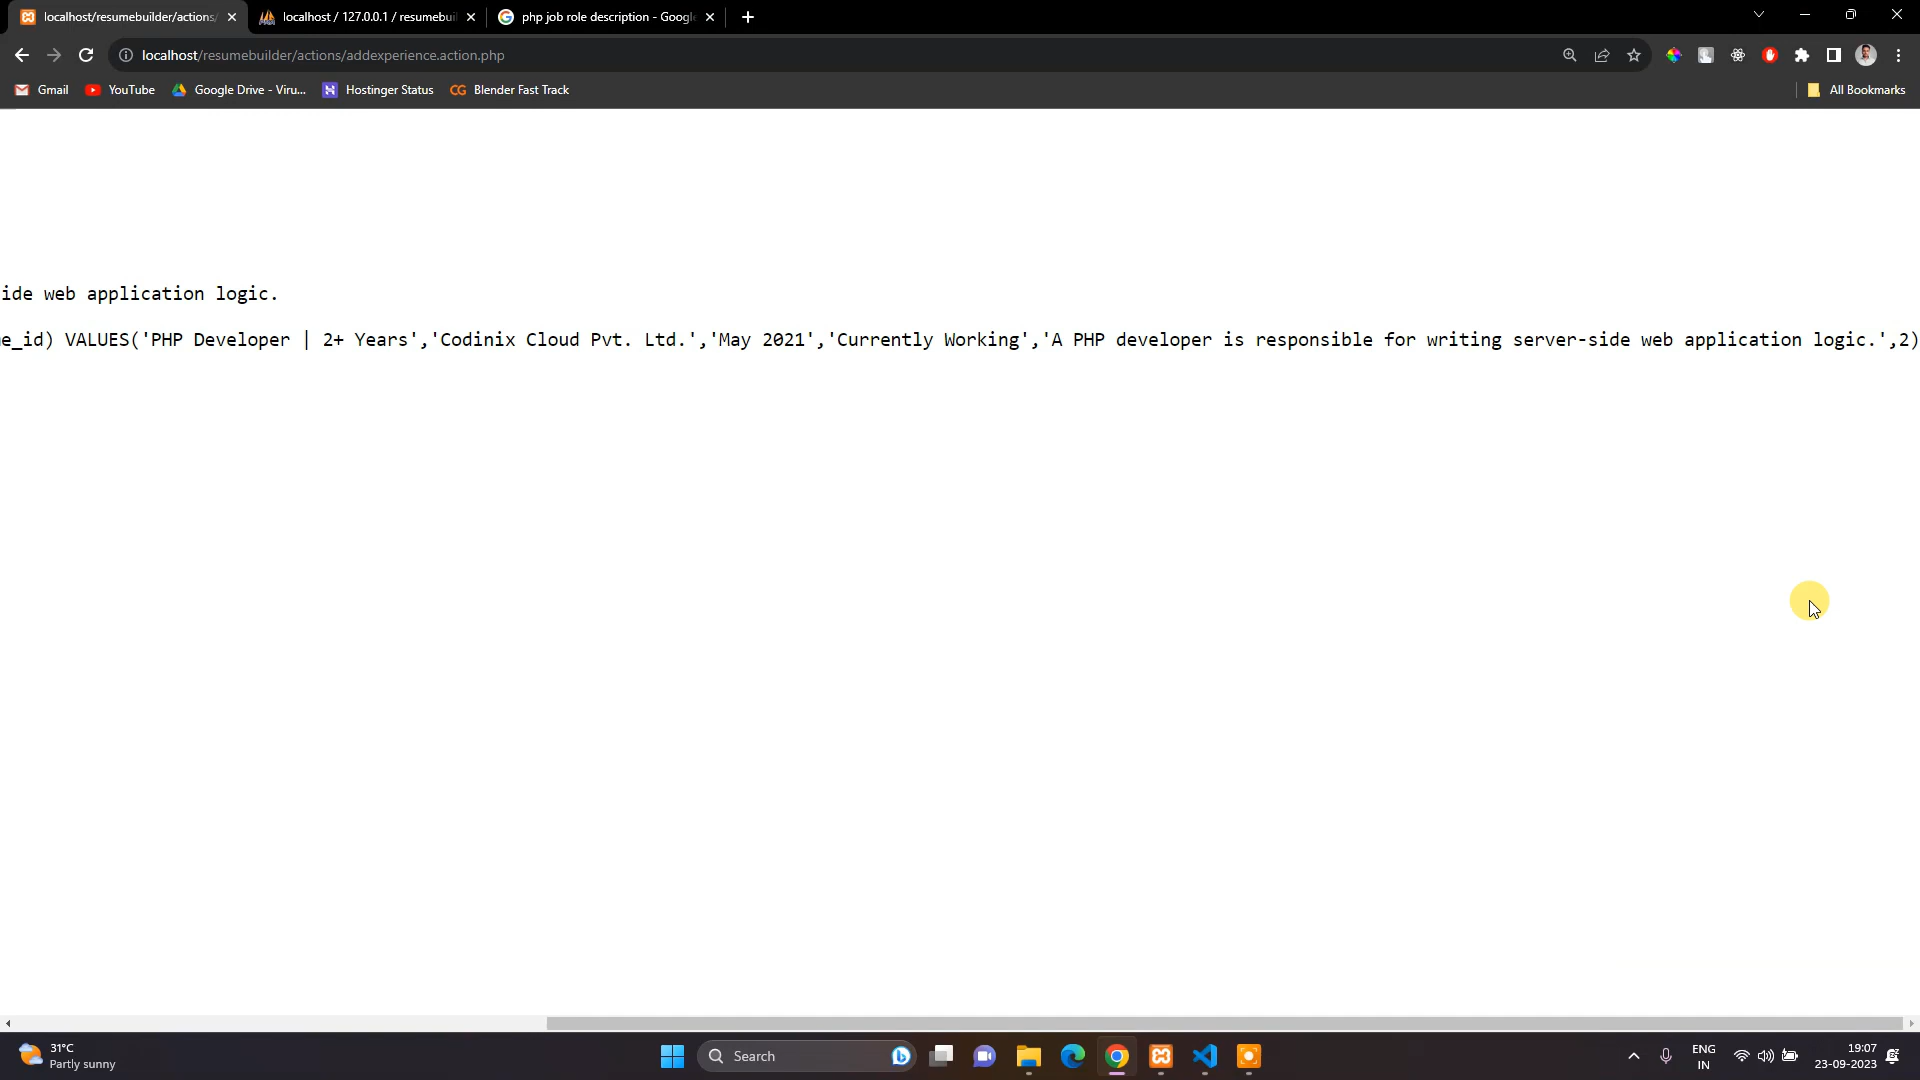 localhost/resumebuilder/actions/
localhost / 127.0.0.1 / resumebuil
php job role description - Google
localhost/resumebuilder/actions/addexperience.action.php
Gmail
YouTube
Google Drive - Viru...
Hostinger Status
CG Blender Fast Track
All Bookmarks
ide web application logic.
e_id) VALUES('PHP Developer | 2+ Years','Codinix Cloud Pvt. Ltd.','May 2021','Currently Working','A PHP developer is responsible for writing server-side web application logic.',2)
31°C
Partly sunny
Search
ENG
IN
19:07
23-09-2023